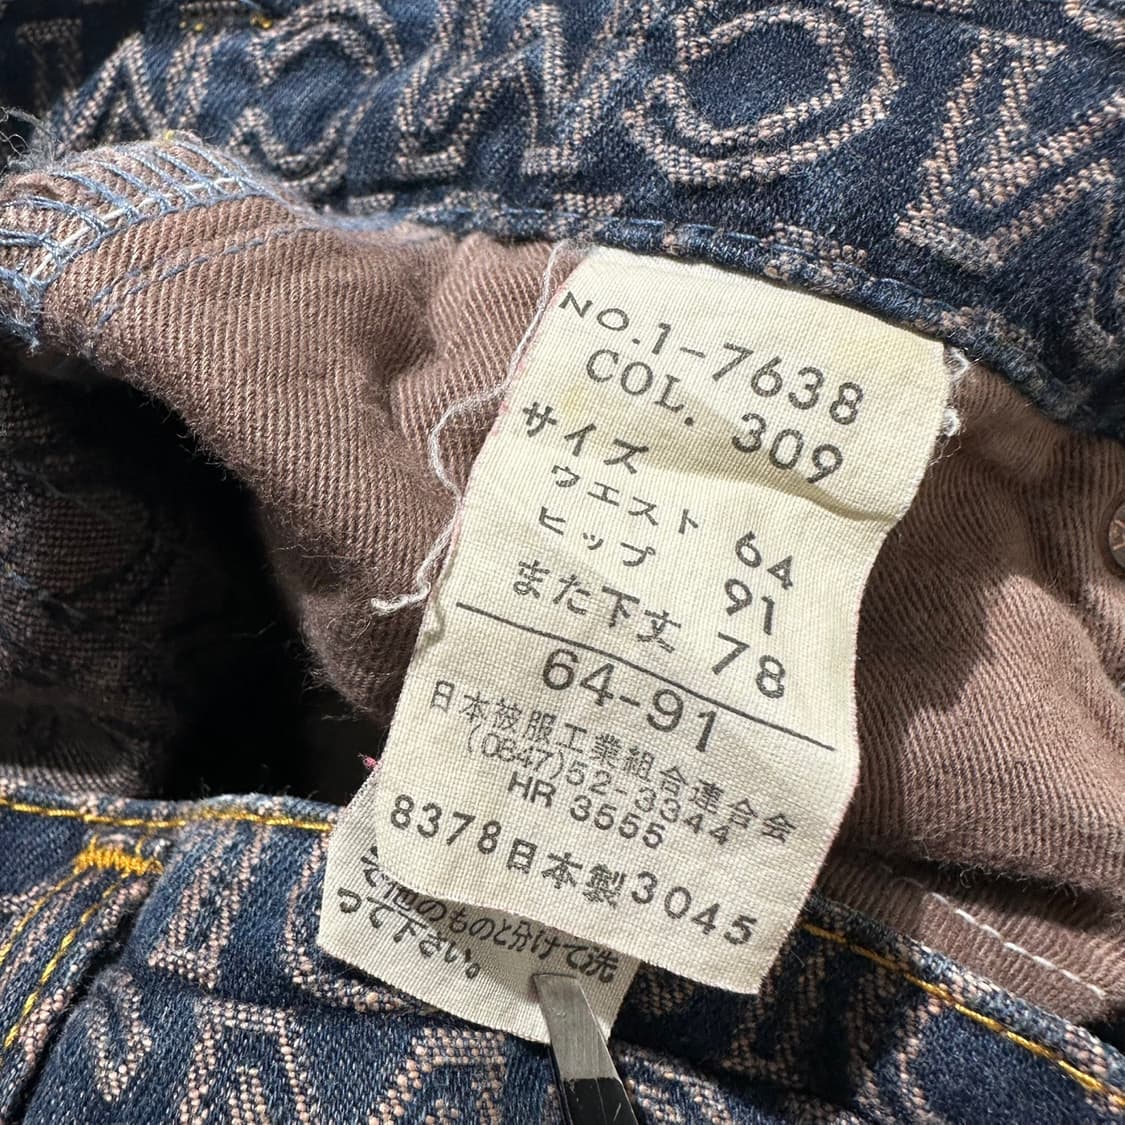 NO.1-7638
COL. 309
サイズ
ウエスト 64
ヒップ 91
また下丈 78
64-91
日本被服工業組合連合会
(0847)52-3344
HR 3555
8378日本製3045
その他のものと分けて洗
って下さい。